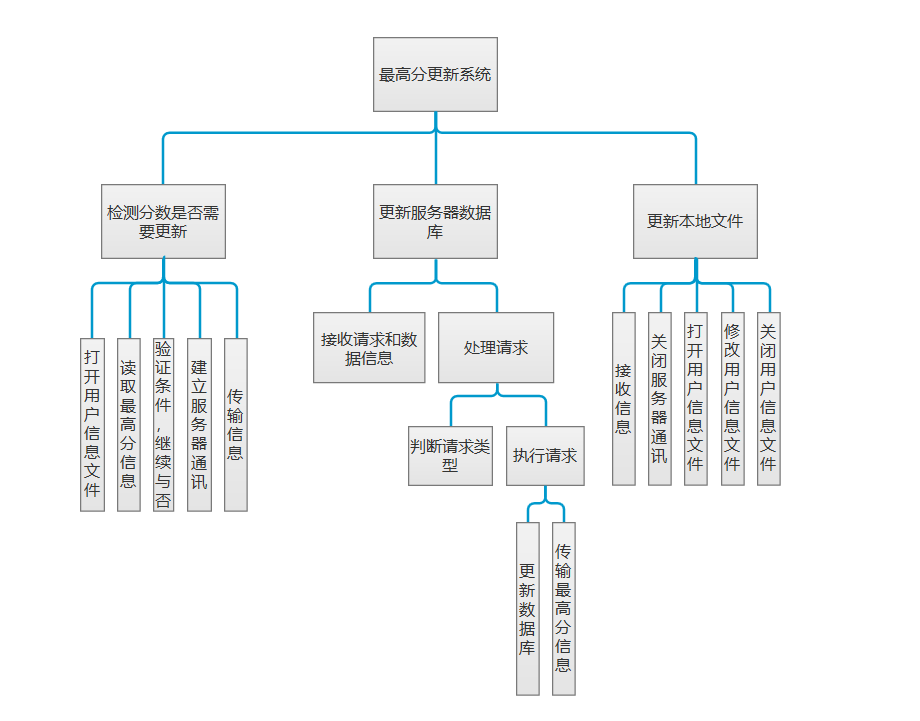 最高分更新系统
检测分数是否需
要更新
更新服务器数据
库
更新本地文件
接收请求和数
据信息
处理请求
打开用户信息文件
读取最高分信息
验证条件，继续与否
建立服务器通讯
传输信息
接收信息
关闭服务器通讯
打开用户信息文件
修改用户信息文件
关闭用户信息文件
判断请求类
型
执行请求
更新数据库
传输最高分信息